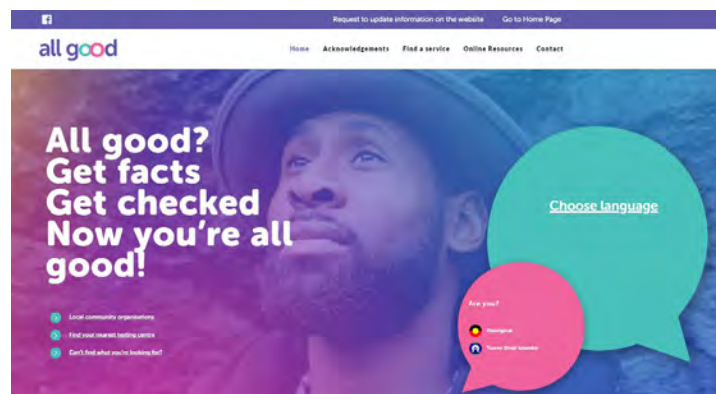 Request to update information on the website Go to Home Page
all good
Home Acknowledgements Find a service Online Resources Contact
All good?
Get facts
Get checked
Now you're all
good!
Choose language
Are you?
Aboriginal
Torres Strait Islander
Local community organisations
Find your nearest testing centre
Can't find what you're looking for?